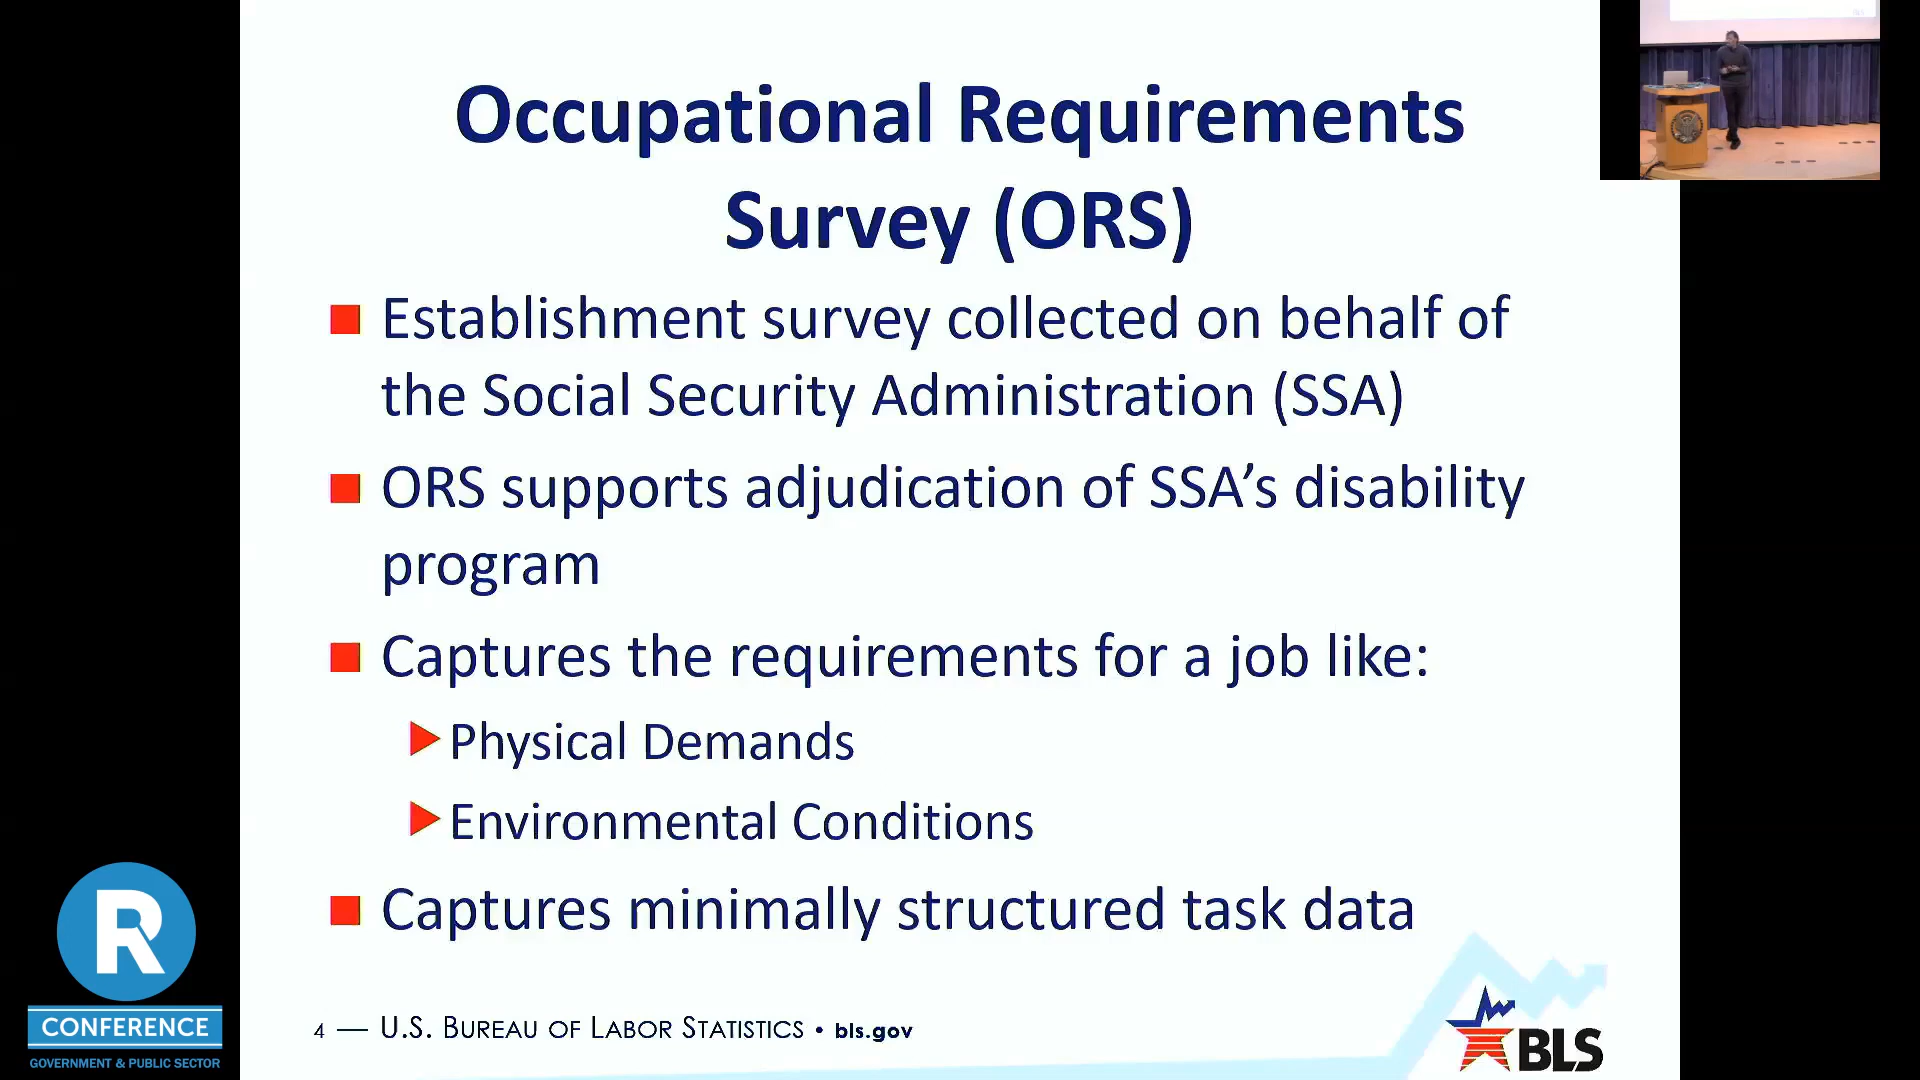 Occupational Requirements
Survey (ORS)
Establishment survey collected on behalf of
the Social Security Administration (SSA)
ORS supports adjudication of SSA’s disability
program
Captures the requirements for a job like:
Physical Demands
Environmental Conditions
Captures minimally structured task data
4 — U.S. BUREAU OF LABOR STATISTICS • bls.gov
BLS
R
CONFERENCE
GOVERNMENT & PUBLIC SECTOR